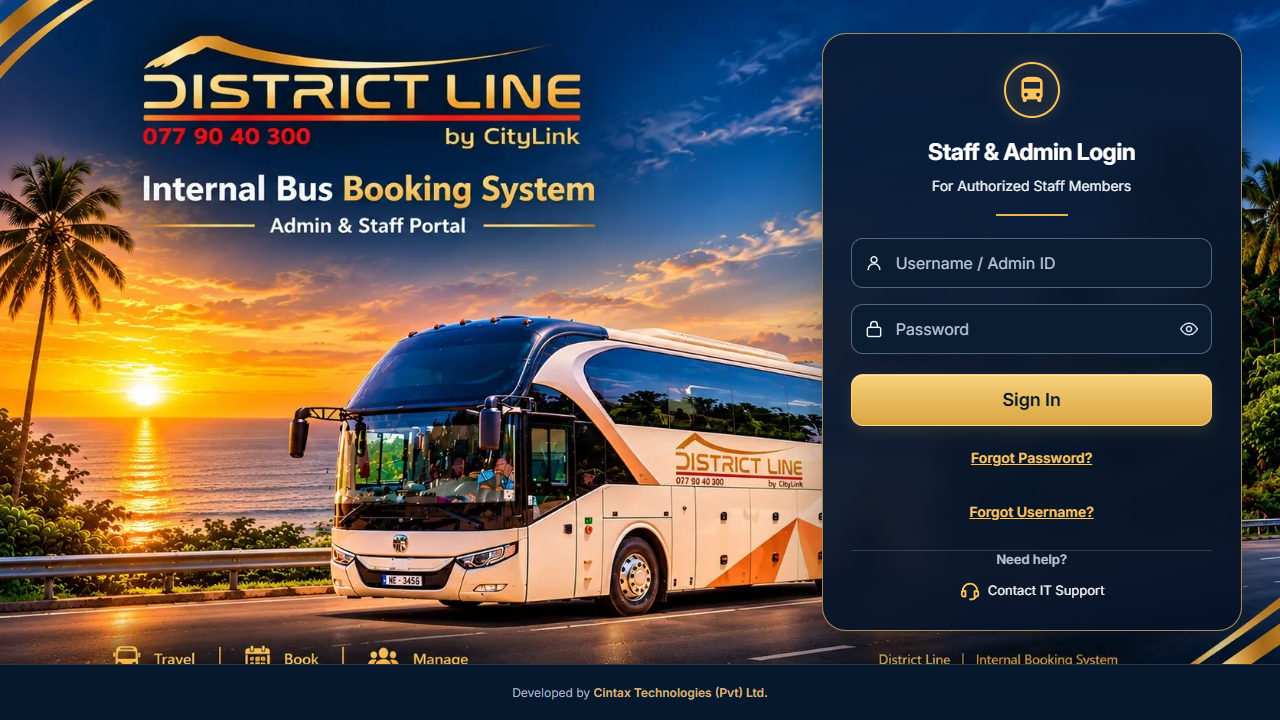 DISTRICT LINE
077 90 40 300 by CityLink
Internal Bus Booking System
Admin & Staff Portal
Staff & Admin Login
For Authorized Staff Members
Username / Admin ID
Password
Sign In
Forgot Password?
Forgot Username?
Need help?
Contact IT Support
DISTRICT LINE
077 90 40 300 by CityLink
NE - 3456
Travel | Book | Manage
District Line | Internal Booking System
Developed by Cintax Technologies (Pvt) Ltd.